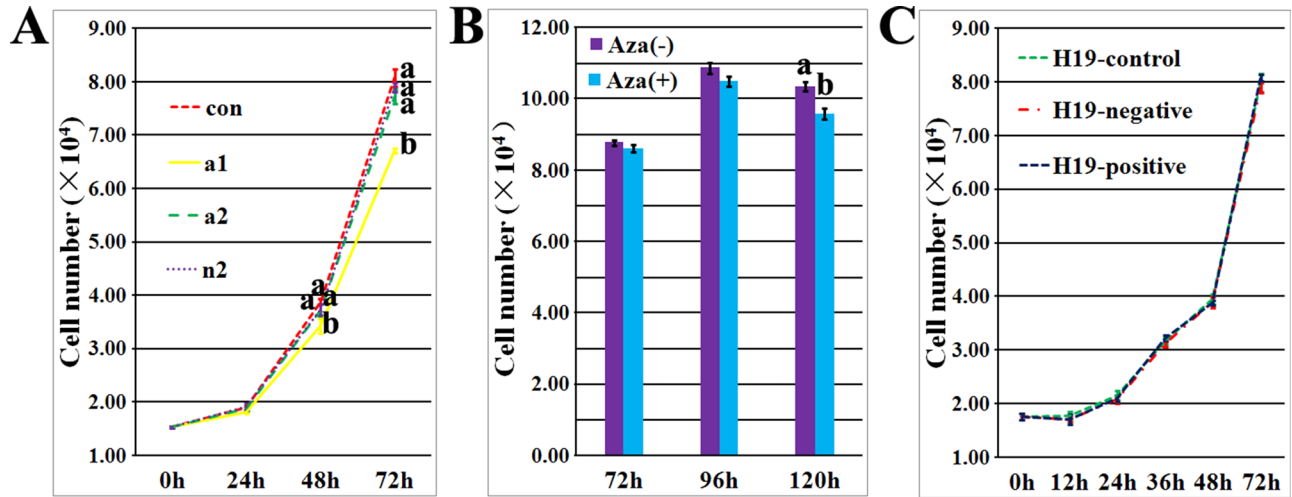 A
Cell number (×10⁴)
9.00
8.00
7.00
6.00
5.00
4.00
3.00
2.00
1.00
con
a1
a2
n2
a
a
a
b
a
a
a
b
0h 24h 48h 72h
B
Cell number (×10⁴)
12.00
10.00
8.00
6.00
4.00
2.00
0.00
Aza(-)
Aza(+)
a
b
72h 96h 120h
C
Cell number (×10⁴)
9.00
8.00
7.00
6.00
5.00
4.00
3.00
2.00
1.00
H19-control
H19-negative
H19-positive
0h 12h 24h 36h 48h 72h